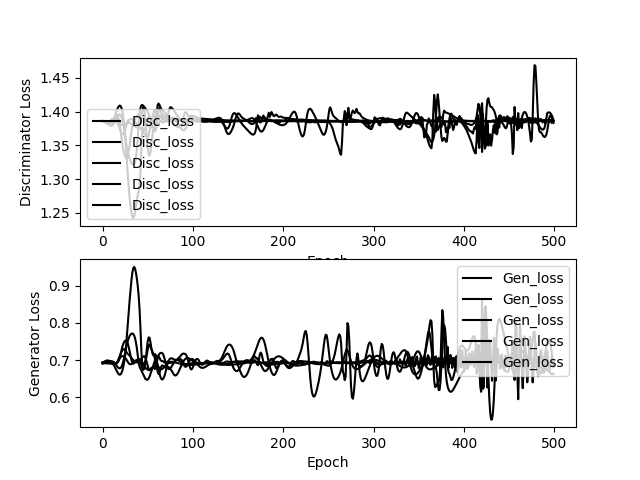 Discriminator Loss
1.45
1.40
1.35
1.30
1.25
Disc_loss
Disc_loss
Disc_loss
Disc_loss
Disc_loss
0 100 200 300 400 500
Epoch
Generator Loss
0.9
0.8
0.7
0.6
Gen_loss
Gen_loss
Gen_loss
Gen_loss
Gen_loss
0 100 200 300 400 500
Epoch